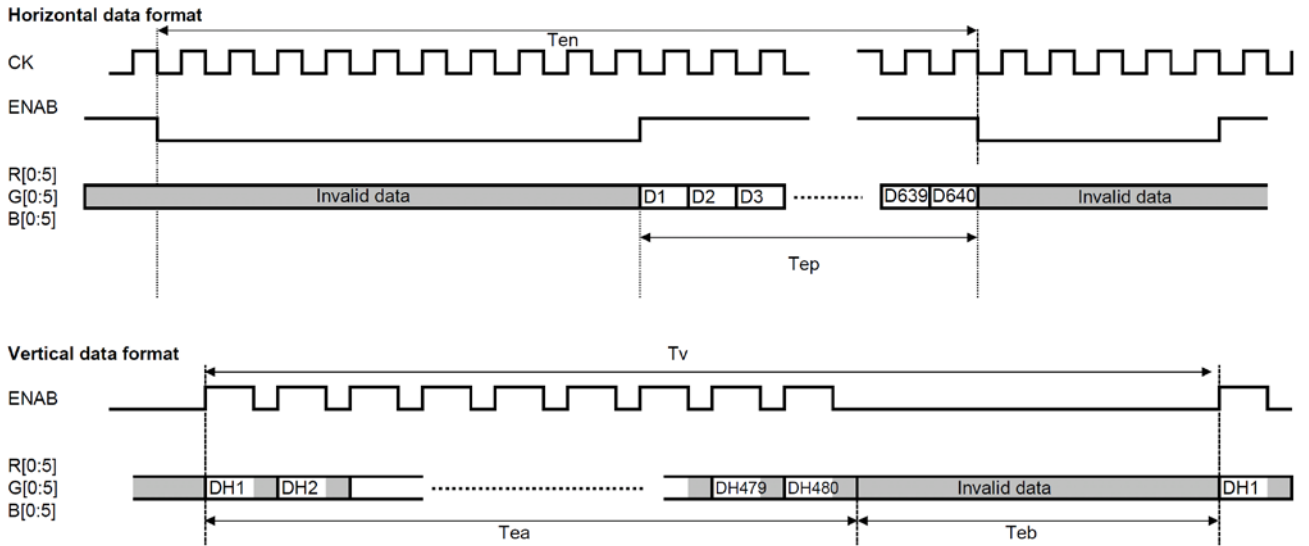 Horizontal data format
Ten
CK
ENAB
R[0:5]
G[0:5]
B[0:5]
Invalid data
D1 D2 D3 D639 D640
Invalid data
Tep
Vertical data format
Tv
ENAB
R[0:5]
G[0:5]
B[0:5]
DH1 DH2 DH479 DH480
Invalid data
DH1
Tea
Teb